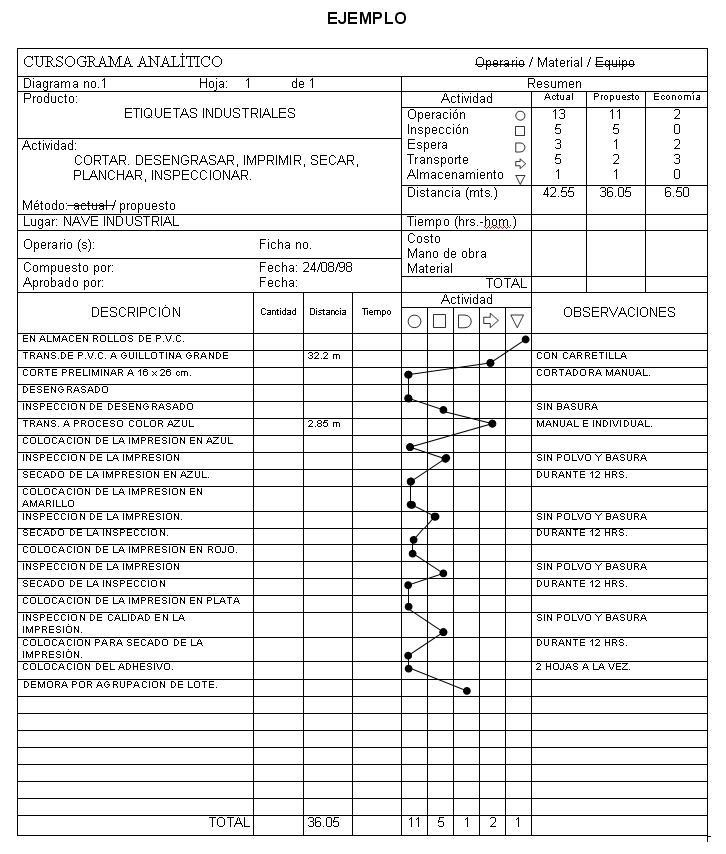 EJEMPLO
CURSOGRAMA ANALÍTICO Operario / Material / Equipo
Diagrama no.1 Hoja: 1 de 1 Resumen
Producto: Actividad Actual Propuesto Economía
ETIQUETAS INDUSTRIALES
Operación 13 11 2
Inspección 5 5 0
Espera 3 1 2
Transporte 5 2 3
Almacenamiento 1 1 0
Actividad:
CORTAR. DESENGRASAR, IMPRIMIR, SECAR,
PLANCHAR, INSPECCIONAR.
Método: actual / propuesto
Distancia (mts.) 42.55 36.05 6.50
Lugar: NAVE INDUSTRIAL Tiempo (hrs.-hom.)
Operario (s): Ficha no.
Costo
Mano de obra
Material
Compuesto por: Fecha: 24/08/98
Aprobado por: Fecha: TOTAL
DESCRIPCIÓN Cantidad Distancia Tiempo Actividad OBSERVACIONES
EN ALMACEN ROLLOS DE P.V.C.
TRANS.DE P.V.C. A GUILLOTINA GRANDE 32.2 m CON CARRETILLA
CORTE PRELIMINAR A 16 x 26 cm. CORTADORA MANUAL.
DESENGRASADO
INSPECCION DE DESENGRASADO SIN BASURA
TRANS. A PROCESO COLOR AZUL 2.85 m MANUAL E INDIVIDUAL.
COLOCACION DE LA IMPRESION EN AZUL
INSPECCION DE LA IMPRESION SIN POLVO Y BASURA
SECADO DE LA IMPRESION EN AZUL. DURANTE 12 HRS.
COLOCACION DE LA IMPRESION EN
AMARILLO
INSPECCION DE LA IMPRESION. SIN POLVO Y BASURA
SECADO DE LA INSPECCION. DURANTE 12 HRS.
COLOCACION DE LA IMPRESION EN ROJO.
INSPECCION DE LA IMPRESION SIN POLVO Y BASURA
SECADO DE LA INSPECCION DURANTE 12 HRS.
COLOCACION DE LA IMPRESION EN PLATA
INSPECCION DE CALIDAD EN LA
IMPRESIÓN. SIN POLVO Y BASURA
COLOCACION PARA SECADO DE LA
IMPRESIÓN. DURANTE 12 HRS.
COLOCACION DEL ADHESIVO. 2 HOJAS A LA VEZ.
DEMORA POR AGRUPACION DE LOTE.
TOTAL 36.05 11 5 1 2 1